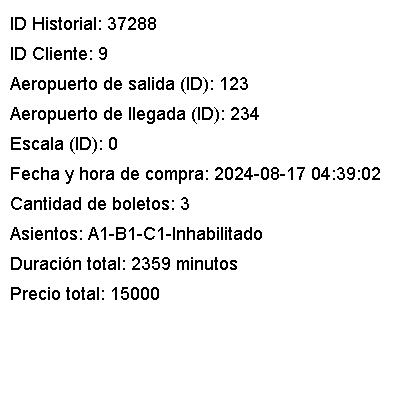 ID Historial: 37288
ID Cliente: 9
Aeropuerto de salida (ID): 123
Aeropuerto de llegada (ID): 234
Escala (ID): 0
Fecha y hora de compra: 2024-08-17 04:39:02
Cantidad de boletos: 3
Asientos: A1-B1-C1-Inhabilitado
Duración total: 2359 minutos
Precio total: 15000